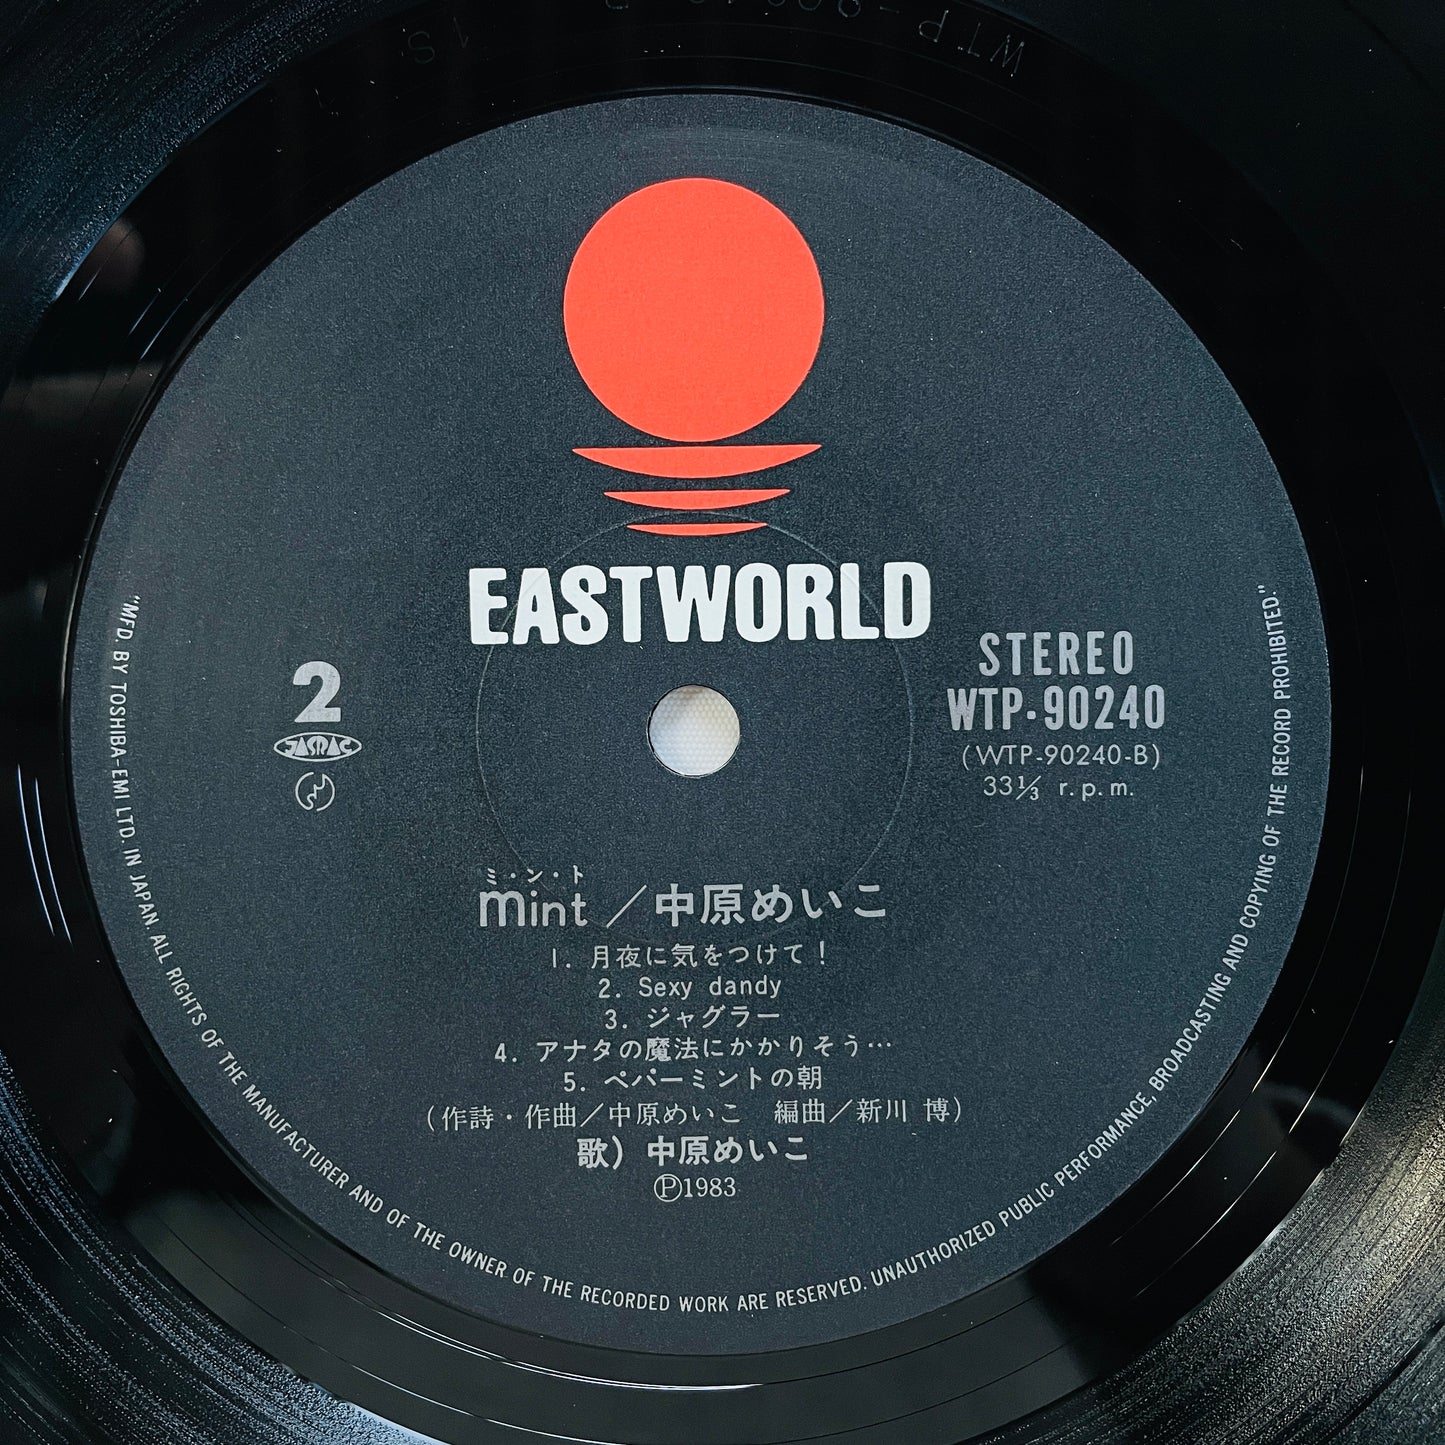 EASTWORLD
STEREO
WTP・90240
(WTP-90240-B)
33⅓ r.p.m.
2
JASRAC
ミ・ン・ト
mint／中原めいこ
1. 月夜に気をつけて！
2. Sexy dandy
3. ジャグラー
4. アナタの魔法にかかりそう…
5. ペパーミントの朝
(作詩・作曲／中原めいこ 編曲／新川 博)
歌) 中原めいこ
Ⓟ1983
"MFD. BY TOSHIBA-EMI LTD. IN JAPAN. ALL RIGHTS OF THE MANUFACTURER AND OF THE OWNER OF THE RECORDED WORK ARE RESERVED. UNAUTHORIZED PUBLIC PERFORMANCE, BROADCASTING AND COPYING OF THE RECORD PROHIBITED."